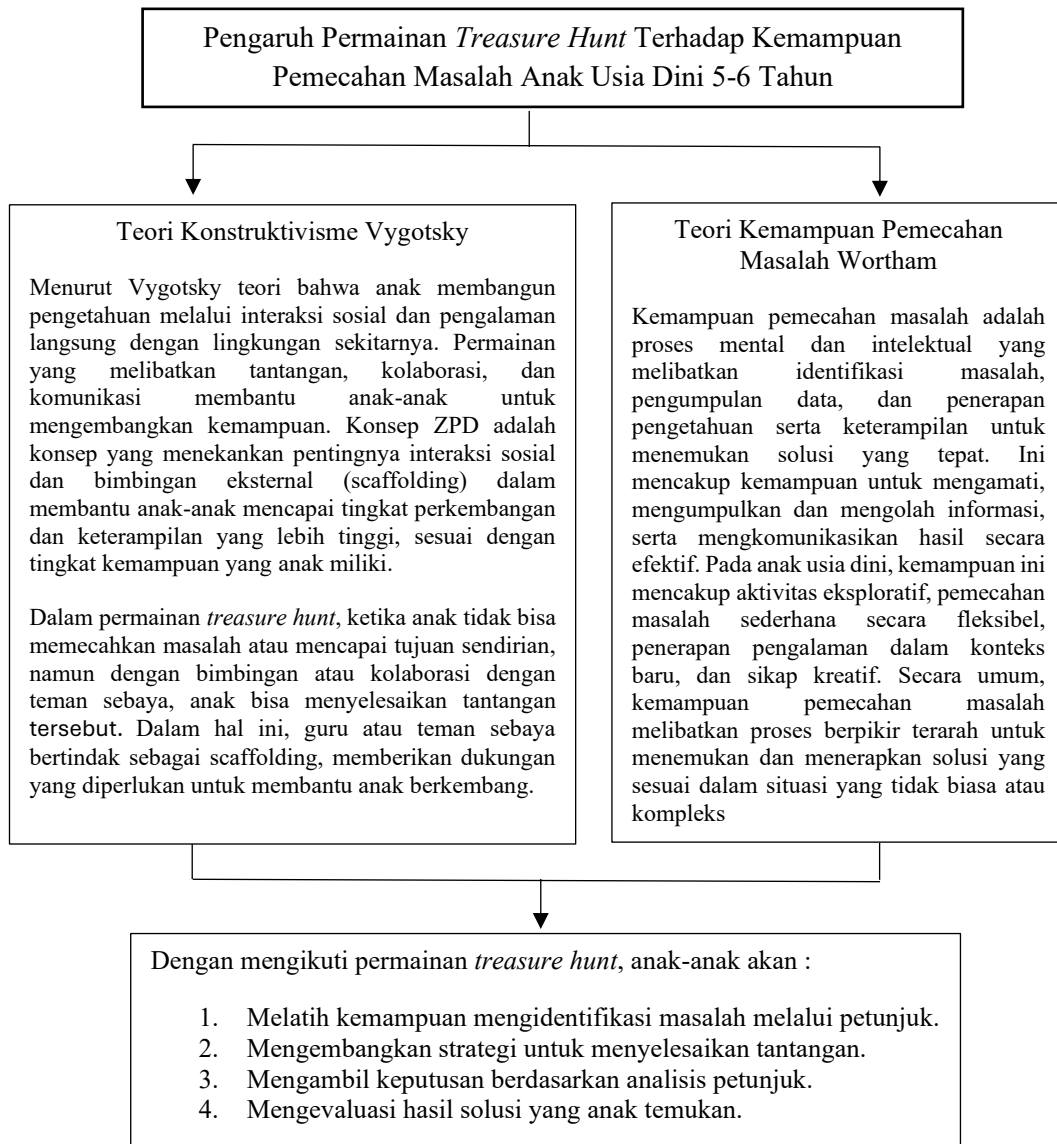 Pengaruh Permainan Treasure Hunt Terhadap Kemampuan
Pemecahan Masalah Anak Usia Dini 5-6 Tahun
Teori Konstruktivisme Vygotsky
Menurut Vygotsky teori bahwa anak membangun
pengetahuan melalui interaksi sosial dan pengalaman
langsung dengan lingkungan sekitarnya. Permainan
yang melibatkan tantangan, kolaborasi, dan
komunikasi membantu anak-anak untuk
mengembangkan kemampuan. Konsep ZPD adalah
konsep yang menekankan pentingnya interaksi sosial
dan bimbingan eksternal (scaffolding) dalam
membantu anak-anak mencapai tingkat perkembangan
dan keterampilan yang lebih tinggi, sesuai dengan
tingkat kemampuan yang anak miliki.
Dalam permainan treasure hunt, ketika anak tidak bisa
memecahkan masalah atau mencapai tujuan sendirian,
namun dengan bimbingan atau kolaborasi dengan
teman sebaya, anak bisa menyelesaikan tantangan
tersebut. Dalam hal ini, guru atau teman sebaya
bertindak sebagai scaffolding, memberikan dukungan
yang diperlukan untuk membantu anak berkembang.
Teori Kemampuan Pemecahan
Masalah Wortham
Kemampuan pemecahan masalah adalah
proses mental dan intelektual yang
melibatkan identifikasi masalah,
pengumpulan data, dan penerapan
pengetahuan serta keterampilan untuk
menemukan solusi yang tepat. Ini
mencakup kemampuan untuk mengamati,
mengumpulkan dan mengolah informasi,
serta mengkomunikasikan hasil secara
efektif. Pada anak usia dini, kemampuan ini
mencakup aktivitas eksploratif, pemecahan
masalah sederhana secara fleksibel,
penerapan pengalaman dalam konteks
baru, dan sikap kreatif. Secara umum,
kemampuan pemecahan masalah
melibatkan proses berpikir terarah untuk
menemukan dan menerapkan solusi yang
sesuai dalam situasi yang tidak biasa atau
kompleks
Dengan mengikuti permainan treasure hunt, anak-anak akan :
1. Melatih kemampuan mengidentifikasi masalah melalui petunjuk.
2. Mengembangkan strategi untuk menyelesaikan tantangan.
3. Mengambil keputusan berdasarkan analisis petunjuk.
4. Mengevaluasi hasil solusi yang anak temukan.